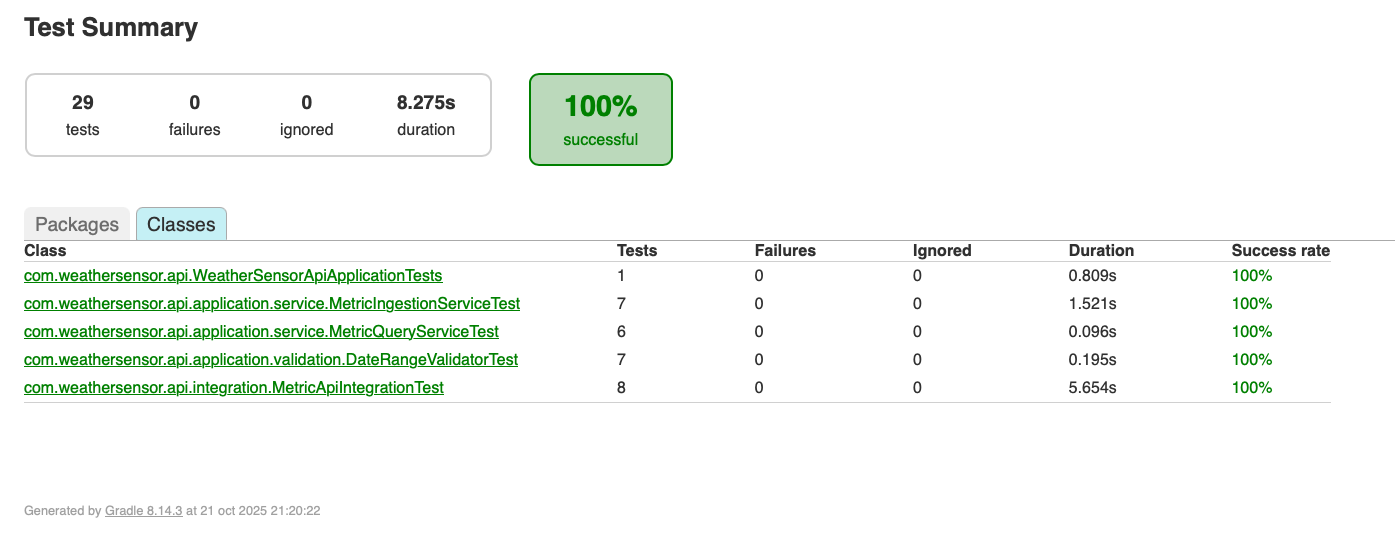 Test Summary
29 0 0 8.275s
tests failures ignored duration
100%
successful
Packages Classes
Class Tests Failures Ignored Duration Success rate
com.weathersensor.api.WeatherSensorApiApplicationTests 1 0 0 0.809s 100%
com.weathersensor.api.application.service.MetricIngestionServiceTest 7 0 0 1.521s 100%
com.weathersensor.api.application.service.MetricQueryServiceTest 6 0 0 0.096s 100%
com.weathersensor.api.application.validation.DateRangeValidatorTest 7 0 0 0.195s 100%
com.weathersensor.api.integration.MetricApiIntegrationTest 8 0 0 5.654s 100%
Generated by Gradle 8.14.3 at 21 oct 2025 21:20:22